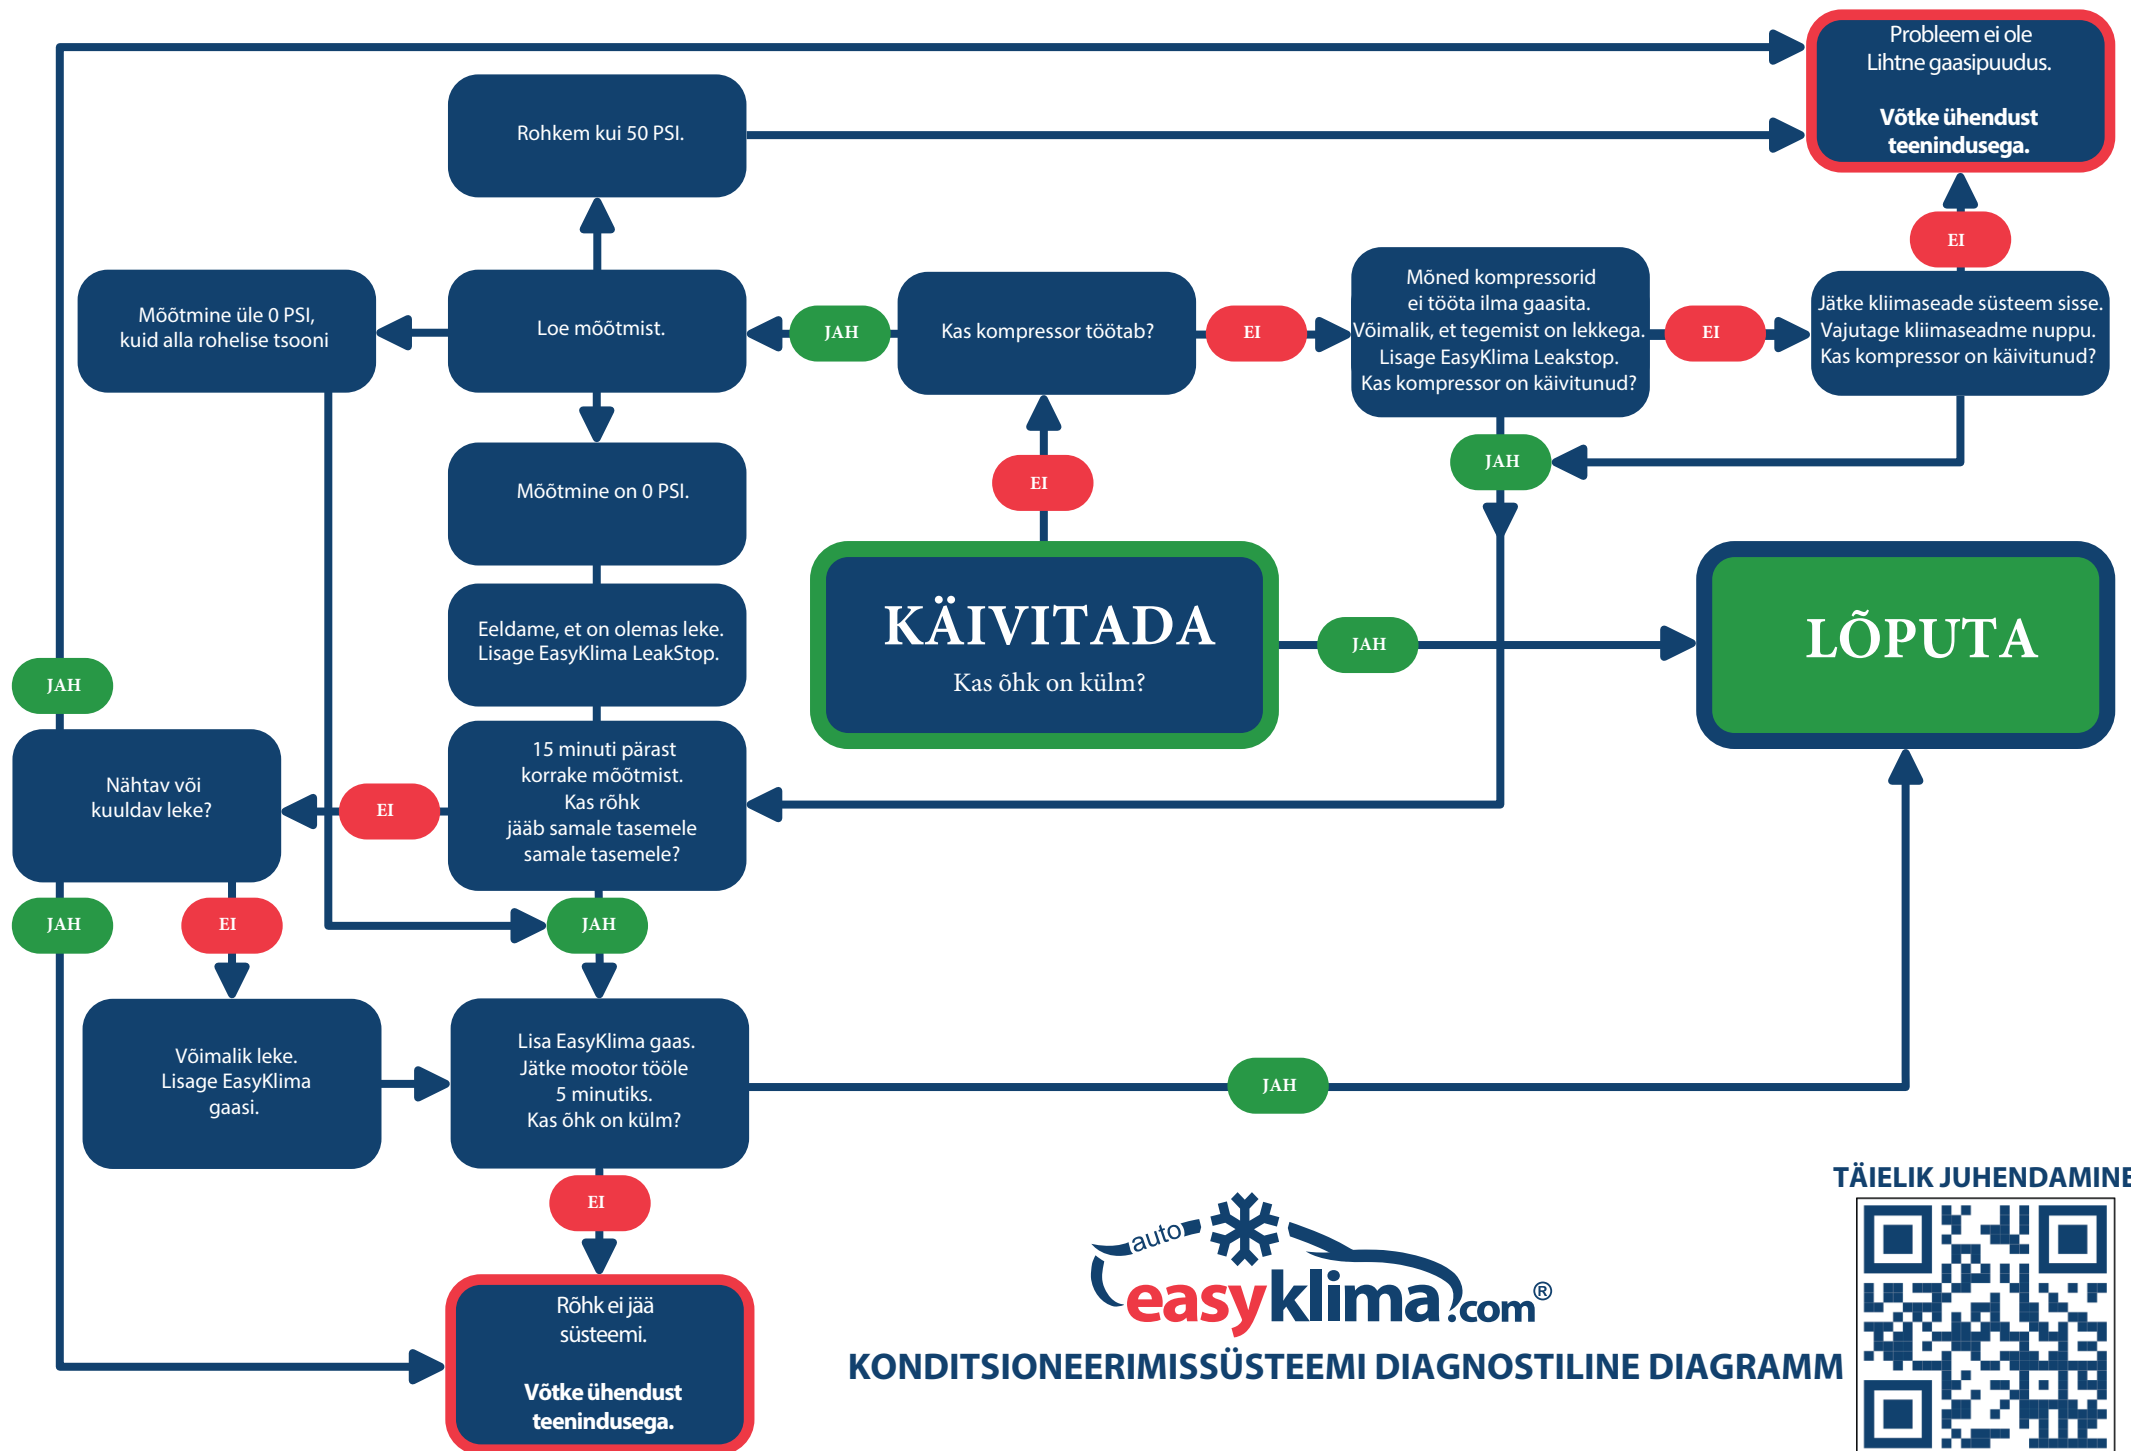 Probleem ei ole
Lihtne gaasipuudus.
Võtke ühendust
teenindusega.
Rohkem kui 50 PSI.
EI
Mõõtmine üle 0 PSI,
kuid alla rohelise tsooni
Loe mõõtmist.
JAH
Kas kompressor töötab?
EI
Mõned kompressorid
ei tööta ilma gaasita.
Võimalik, et tegemist on lekkega.
Lisage EasyKlima Leakstop.
Kas kompressor on käivitunud?
EI
Jätke kliimaseade süsteem sisse.
Vajutage kliimaseadme nuppu.
Kas kompressor on käivitunud?
JAH
EI
Mõõtmine on 0 PSI.
KÄIVITADA
Kas õhk on külm?
JAH
LÕPUTA
Eeldame, et on olemas leke.
Lisage EasyKlima LeakStop.
JAH
Nähtav või
kuuldav leke?
EI
15 minuti pärast
korrake mõõtmist.
Kas rõhk
jääb samale tasemele
samale tasemele?
JAH
EI
JAH
Võimalik leke.
Lisage EasyKlima
gaasi.
Lisa EasyKlima gaas.
Jätke mootor tööle
5 minutiks.
Kas õhk on külm?
JAH
EI
Rõhk ei jää
süsteemi.
Võtke ühendust
teenindusega.
auto
easyklima.com®
KONDITSIONEERIMISSÜSTEEMI DIAGNOSTILINE DIAGRAMM
TÄIELIK JUHENDAMINE